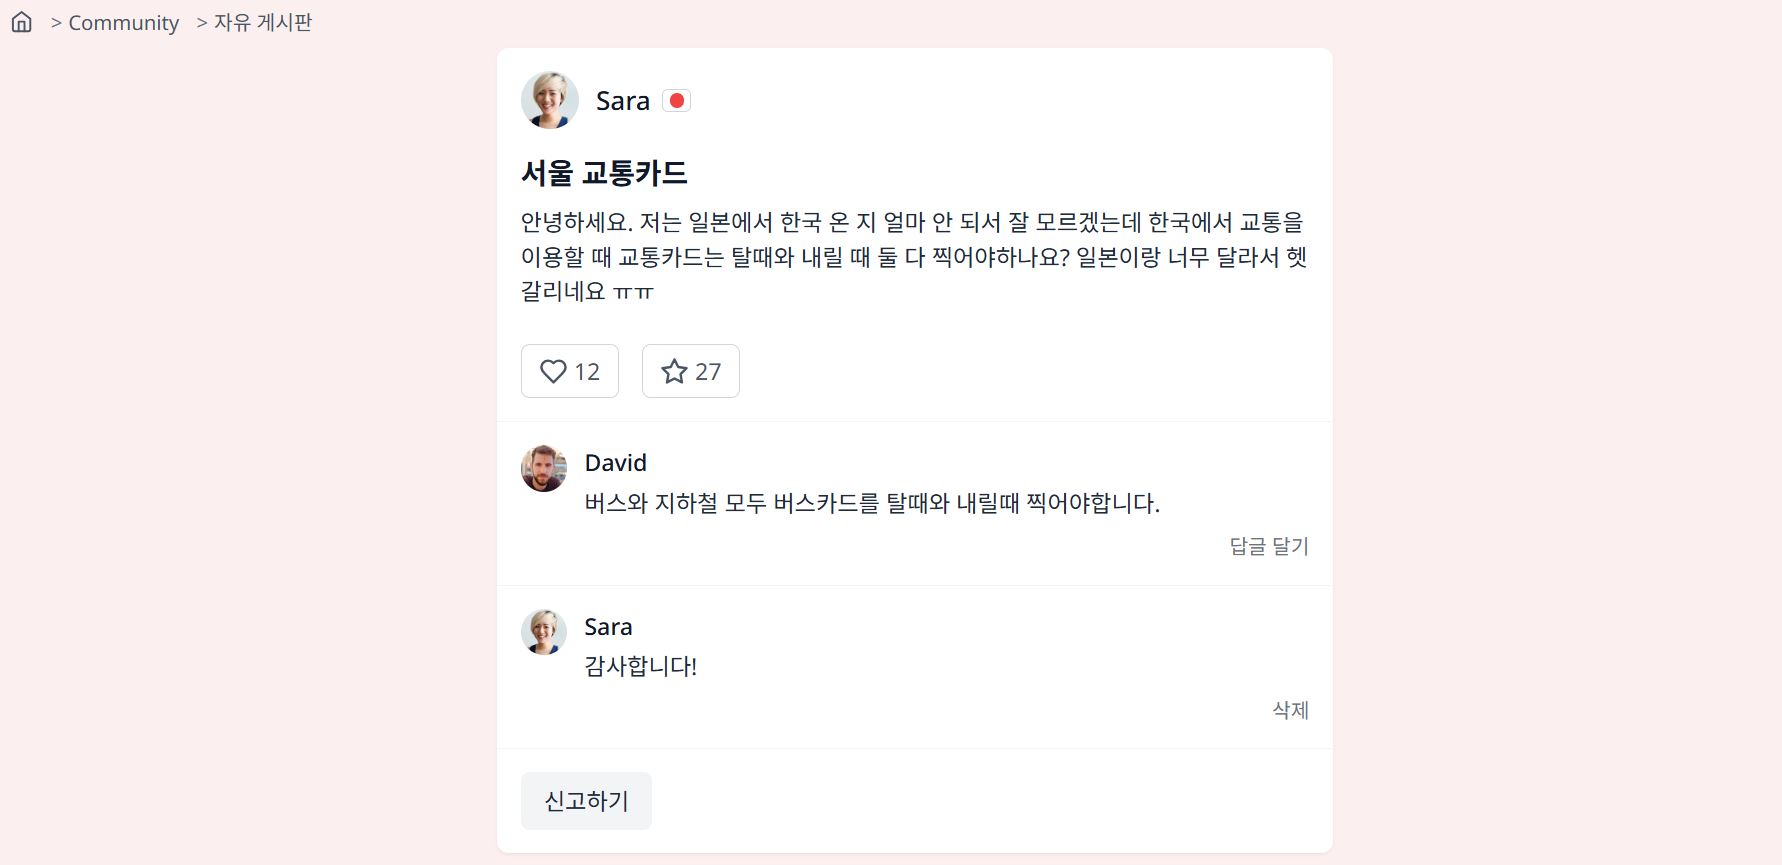 > Community > 자유 게시판
Sara
서울 교통카드
안녕하세요. 저는 일본에서 한국 온 지 얼마 안 되서 잘 모르겠는데 한국에서 교통을
이용할 때 교통카드는 탈때와 내릴 때 둘 다 찍어야하나요? 일본이랑 너무 달라서 헷
갈리네요 ㅠㅠ
12 27
David
버스와 지하철 모두 버스카드를 탈때와 내릴때 찍어야합니다.
답글 달기
Sara
감사합니다!
삭제
신고하기